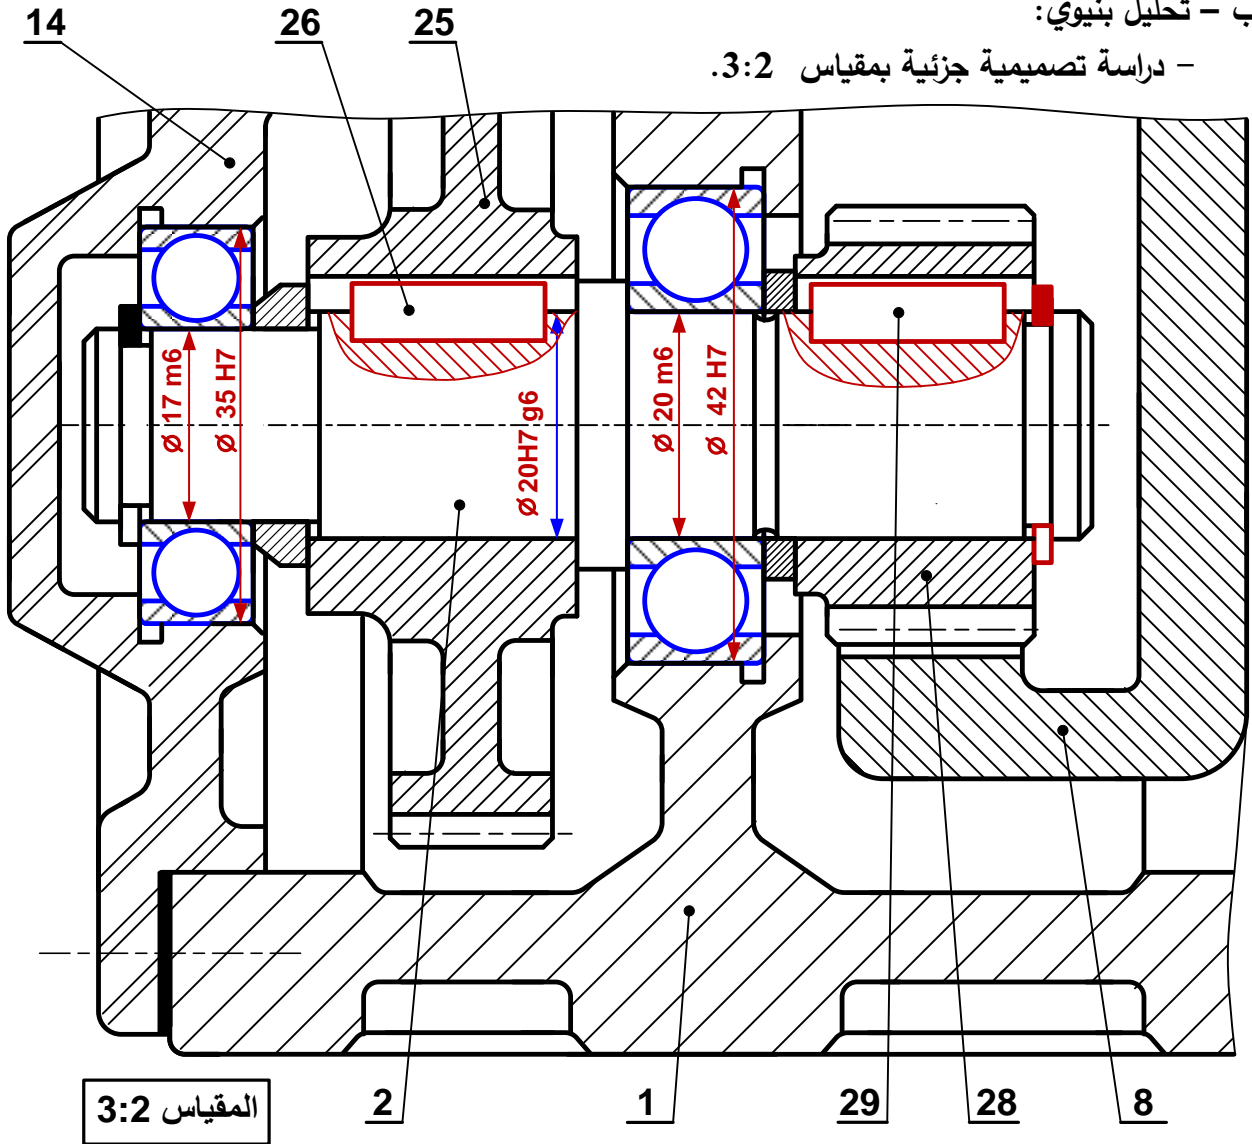 ب – تحليل بنيوي:
– دراسة تصميمية جزئية بمقياس 3:2.
14
26
25
Ø 17 m6
Ø 35 H7
Ø20H7 g6
Ø 20 m6
Ø 42 H7
المقياس 3:2
2
1
29
28
8